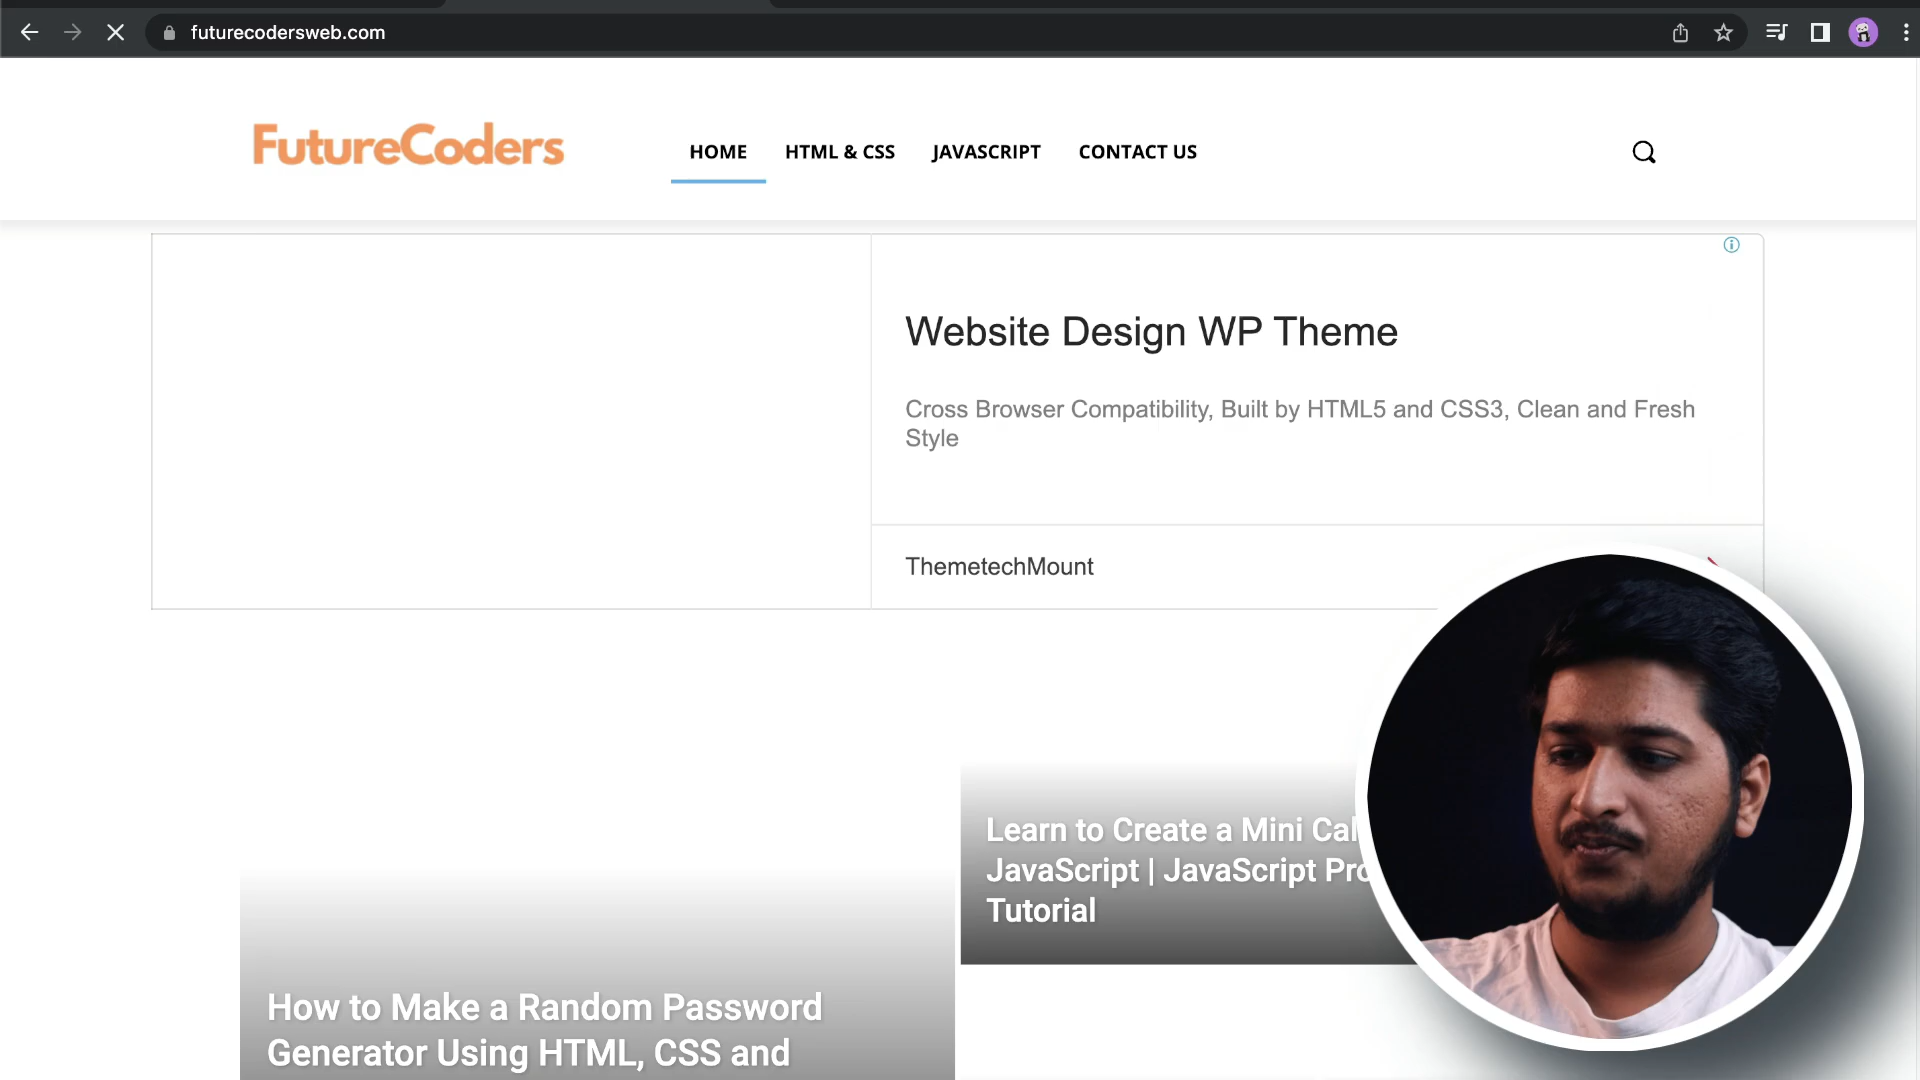 futurecodersweb.com
FutureCoders
HOME
HTML & CSS
JAVASCRIPT
CONTACT US
Website Design WP Theme
Cross Browser Compatibility, Built by HTML5 and CSS3, Clean and Fresh
Style
ThemetechMount
Learn to Create a Mini
JavaScript | JavaScript
Tutorial
How to Make a Random Password
Generator Using HTML, CSS and